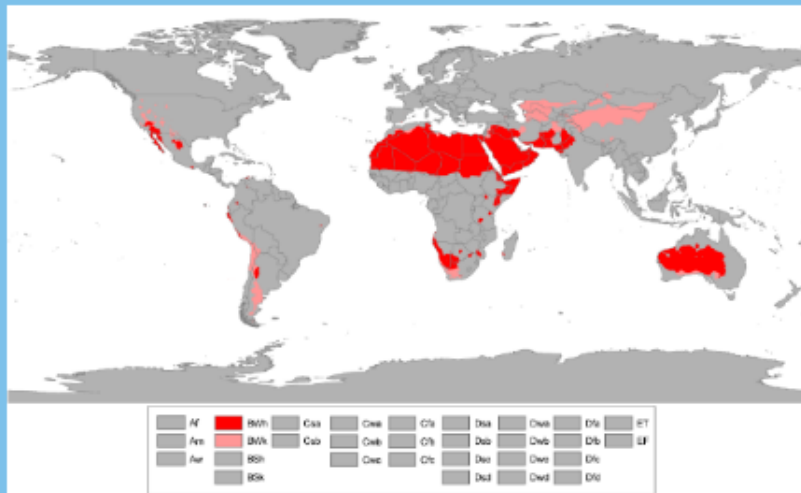 Af BWh Csa Cwa Cfa Dsa Dwa Dfa ET
Am BWk Csb Cwb Cfb Dsb Dwb Dfb EF
Aw BSh Cwc Cfc Dsc Dwc Dfc
BSk Dsd Dwd Dfd